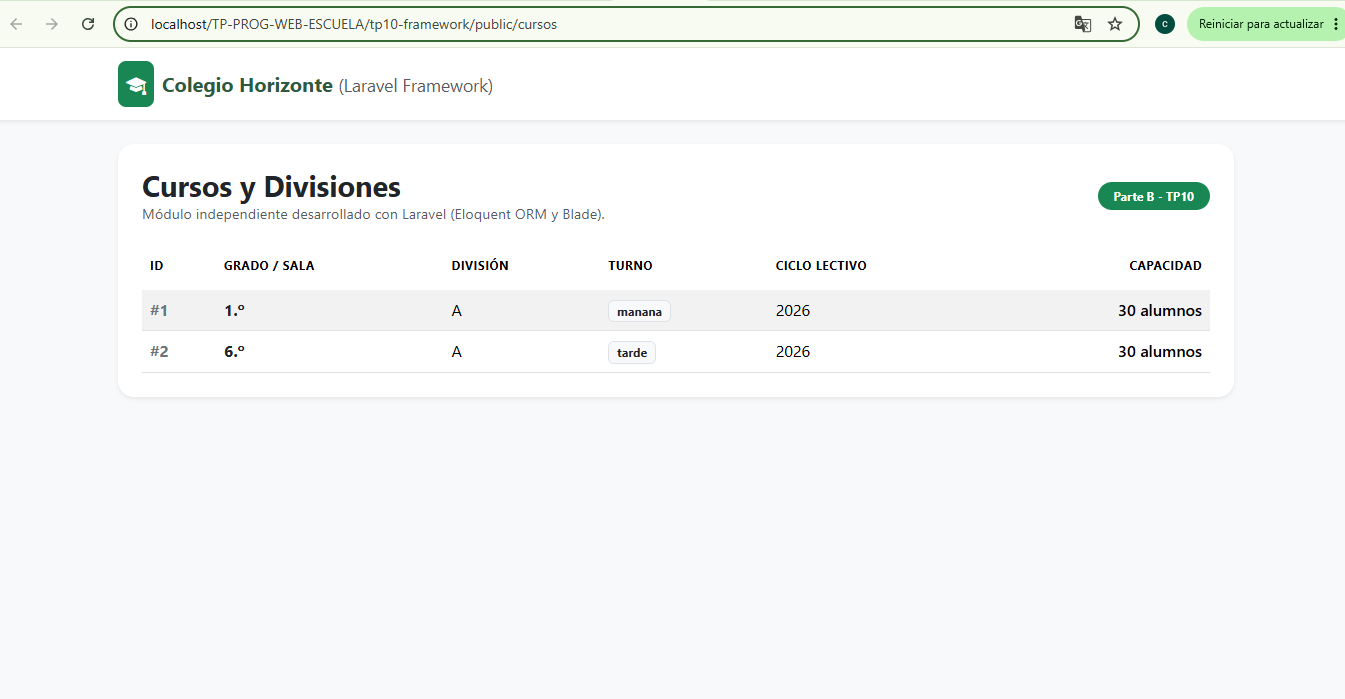 localhost/TP-PROG-WEB-ESCUELA/tp10-framework/public/cursos
C
Reiniciar para actualizar
Colegio Horizonte (Laravel Framework)
Cursos y Divisiones
Módulo independiente desarrollado con Laravel (Eloquent ORM y Blade).
Parte B - TP10
ID GRADO / SALA DIVISIÓN TURNO CICLO LECTIVO CAPACIDAD
#1 1.º A manana 2026 30 alumnos
#2 6.º A tarde 2026 30 alumnos